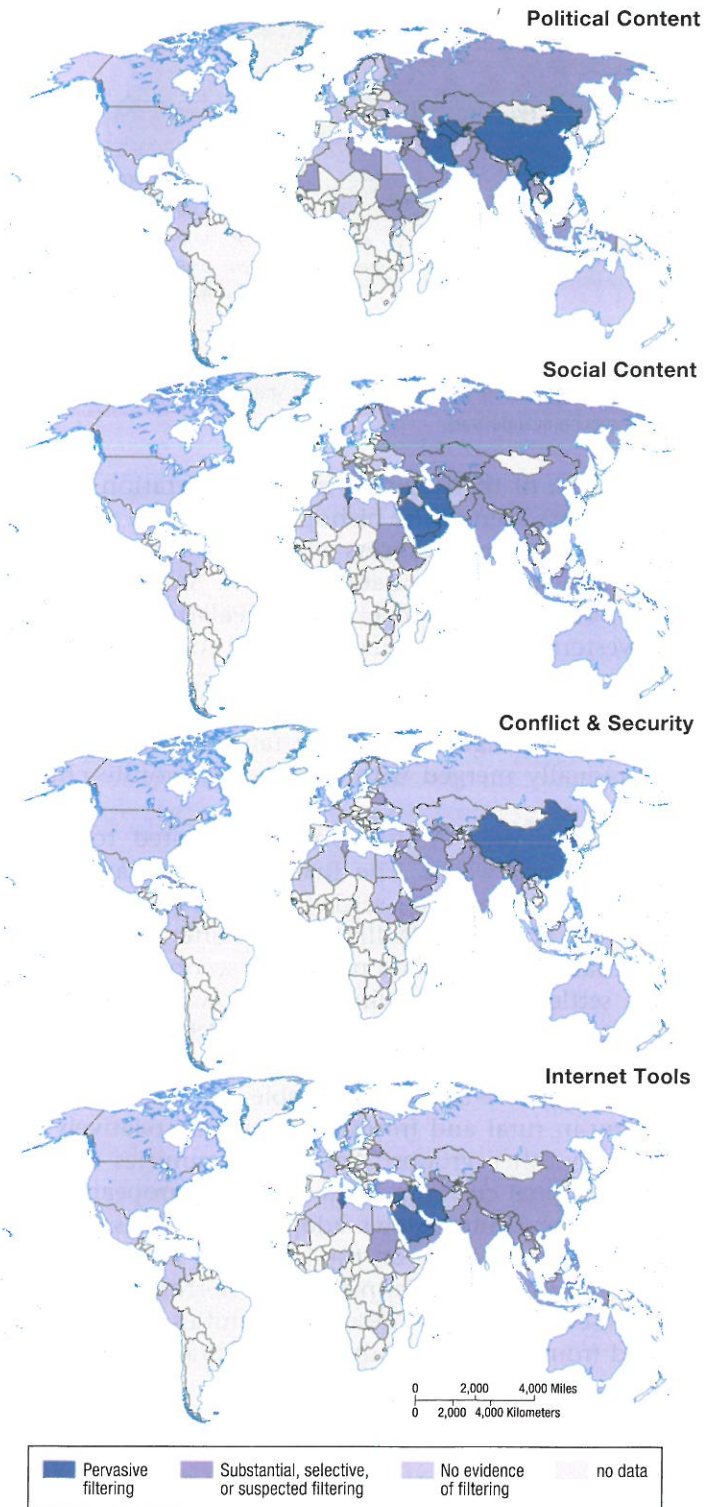 Political Content
Social Content
Conflict & Security
Internet Tools
0 2,000 4,000 Miles
0 2,000 4,000 Kilometers
Pervasive
filtering
Substantial, selective,
or suspected filtering
No evidence
of filtering
no data